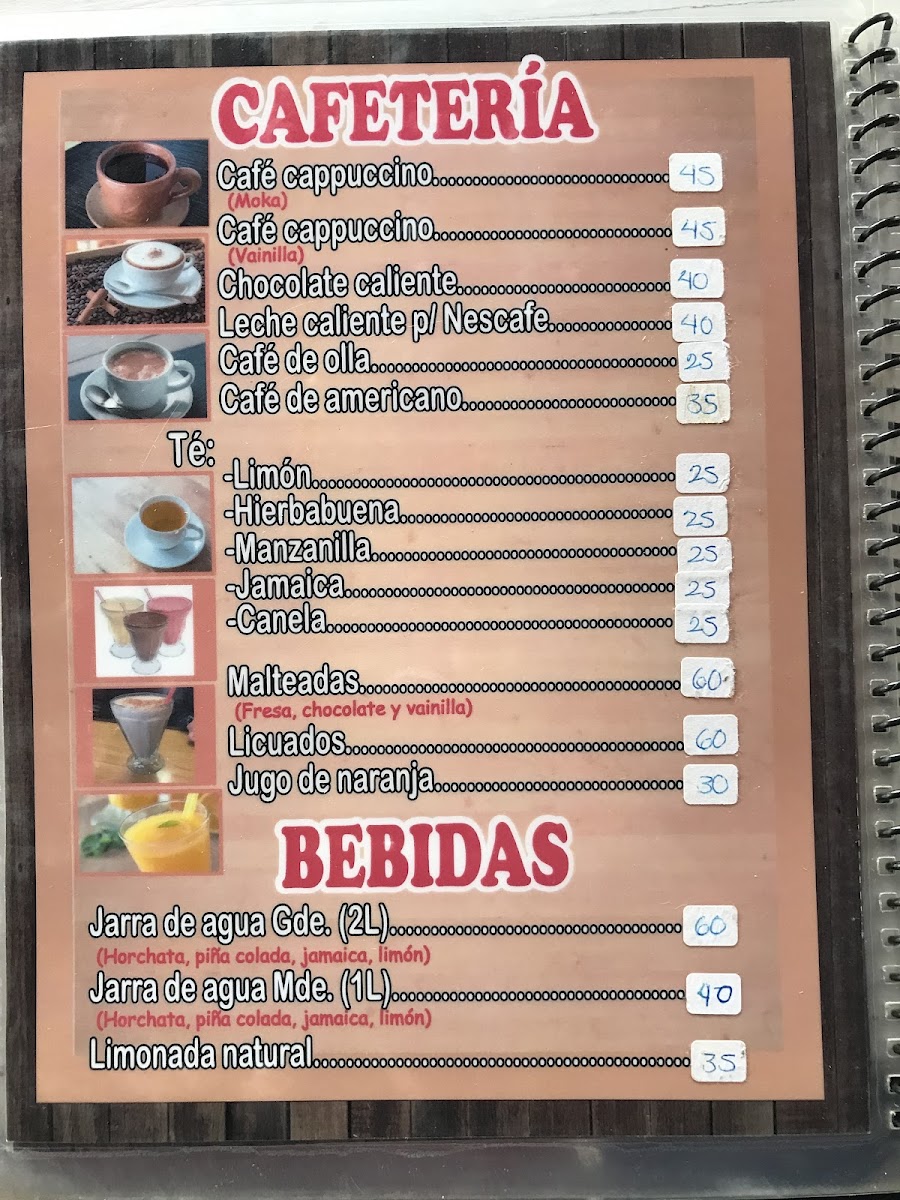 CAFETERÍA
Café cappuccino 45
(Moka)
Café cappuccino 45
(Vainilla)
Chocolate caliente 40
Leche caliente p/ Nescafe 40
Café de olla 25
Café de americano 35
Té:
-Limón 25
-Hierbabuena 25
-Manzanilla 25
-Jamaica 25
-Canela 25
Malteadas 60
(Fresa, chocolate y vainilla)
Licuados 60
Jugo de naranja 30
BEBIDAS
Jarra de agua Gde. (2L) 60
(Horchata, piña colada, jamaica, limón)
Jarra de agua Mde. (1L) 40
(Horchata, piña colada, jamaica, limón)
Limonada natural 35